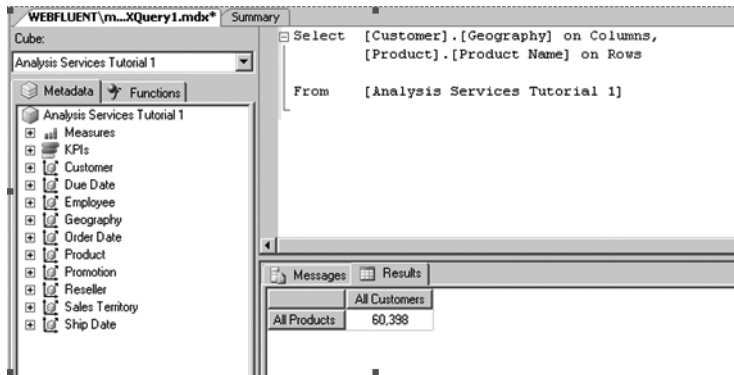 WEBFLUENT\m...XQuery1.mdx* Summary
Cube:
Analysis Services Tutorial 1
Metadata Functions
Analysis Services Tutorial 1
Measures
KPIs
Customer
Due Date
Employee
Geography
Order Date
Product
Promotion
Reseller
Sales Territory
Ship Date
Select [Customer].[Geography] on Columns,
[Product].[Product Name] on Rows
From [Analysis Services Tutorial 1]
Messages Results
All Customers
All Products 60,398